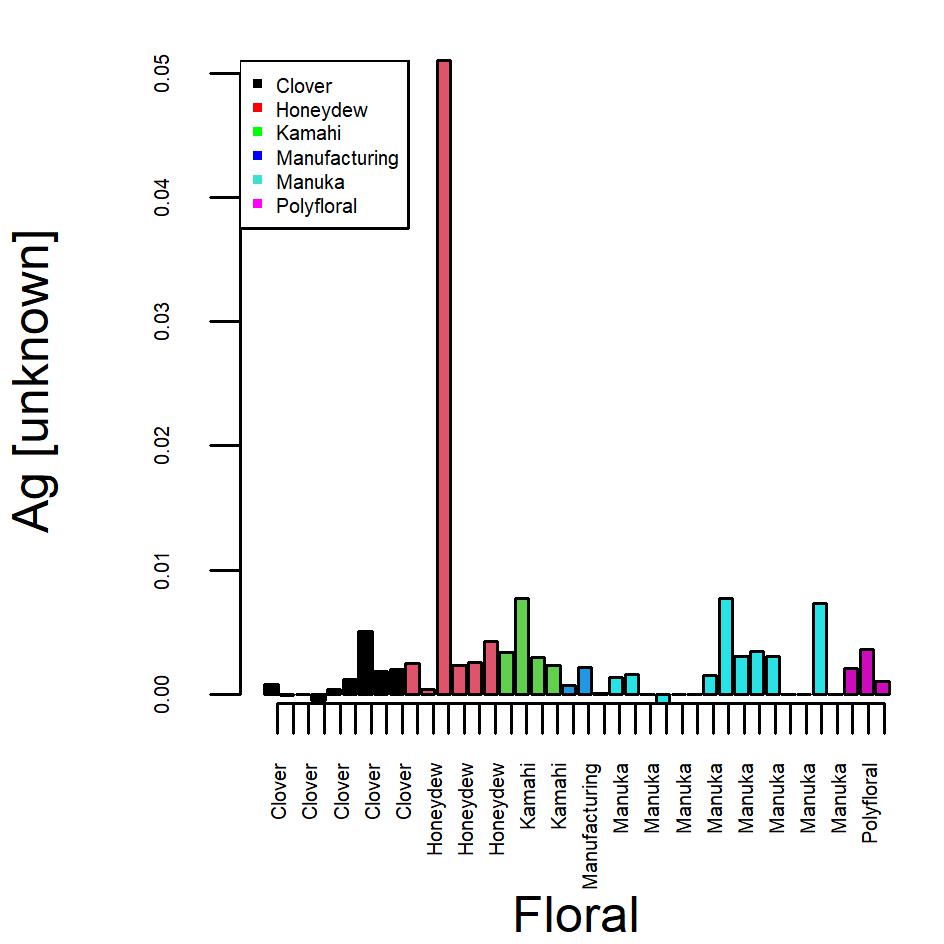 Clover
Honeydew
Kamahi
Manufacturing
Manuka
Polyfloral
0.05
0.04
0.03
0.02
0.01
0.00
Ag [unknown]
Clover
Clover
Clover
Clover
Clover
Honeydew
Honeydew
Honeydew
Kamahi
Kamahi
Manufacturing
Manuka
Manuka
Manuka
Manuka
Manuka
Manuka
Manuka
Manuka
Polyfloral
Floral